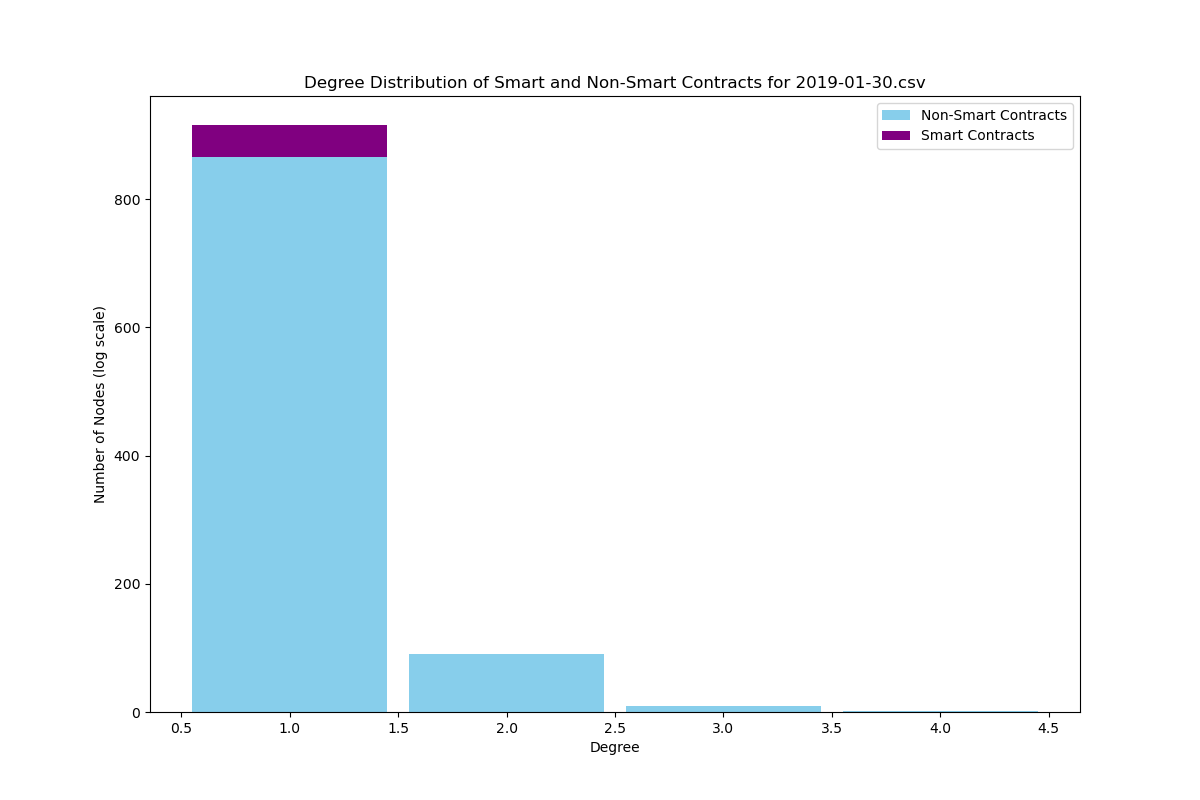 Degree Distribution of Smart and Non-Smart Contracts for 2019-01-30.csv
Non-Smart Contracts
Smart Contracts
Number of Nodes (log scale)
800
600
400
200
0
0.5 1.0 1.5 2.0 2.5 3.0 3.5 4.0 4.5
Degree